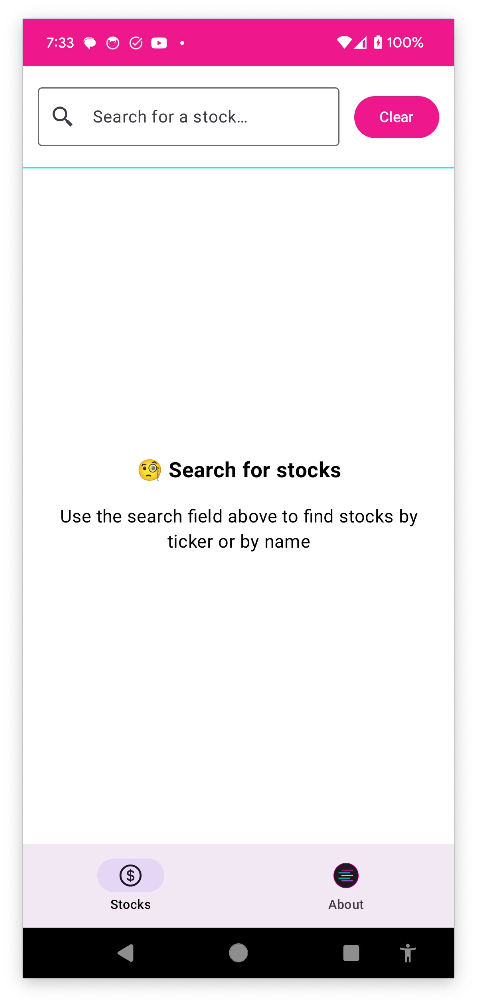 7:33
100%
Search for a stock...
Clear
🧐 Search for stocks
Use the search field above to find stocks by
ticker or by name
Stocks
About